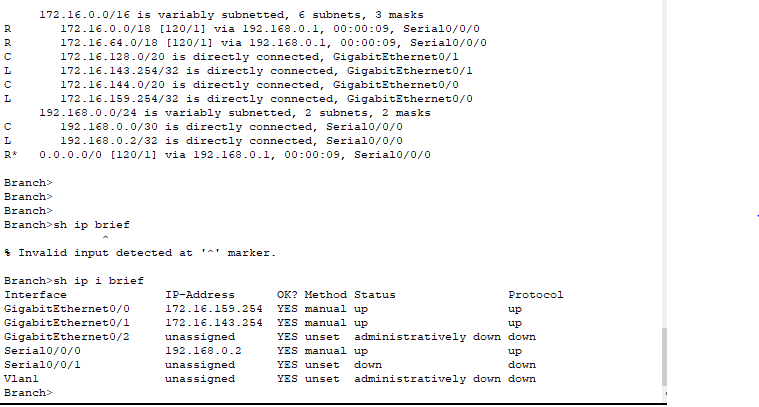 172.16.0.0/16 is variably subnetted, 6 subnets, 3 masks
R 172.16.0.0/18 [120/1] via 192.168.0.1, 00:00:09, Serial0/0/0
R 172.16.64.0/18 [120/1] via 192.168.0.1, 00:00:09, Serial0/0/0
C 172.16.128.0/20 is directly connected, GigabitEthernet0/1
L 172.16.143.254/32 is directly connected, GigabitEthernet0/1
C 172.16.144.0/20 is directly connected, GigabitEthernet0/0
L 172.16.159.254/32 is directly connected, GigabitEthernet0/0
192.168.0.0/24 is variably subnetted, 2 subnets, 2 masks
C 192.168.0.0/30 is directly connected, Serial0/0/0
L 192.168.0.2/32 is directly connected, Serial0/0/0
R* 0.0.0.0/0 [120/1] via 192.168.0.1, 00:00:09, Serial0/0/0
Branch>
Branch>
Branch>
Branch>sh ip brief
^
% Invalid input detected at '^' marker.
Branch>sh ip i brief
Interface IP-Address OK? Method Status Protocol
GigabitEthernet0/0 172.16.159.254 YES manual up up
GigabitEthernet0/1 172.16.143.254 YES manual up up
GigabitEthernet0/2 unassigned YES unset administratively down down
Serial0/0/0 192.168.0.2 YES manual up up
Serial0/0/1 unassigned YES unset down down
Vlan1 unassigned YES unset administratively down down
Branch>